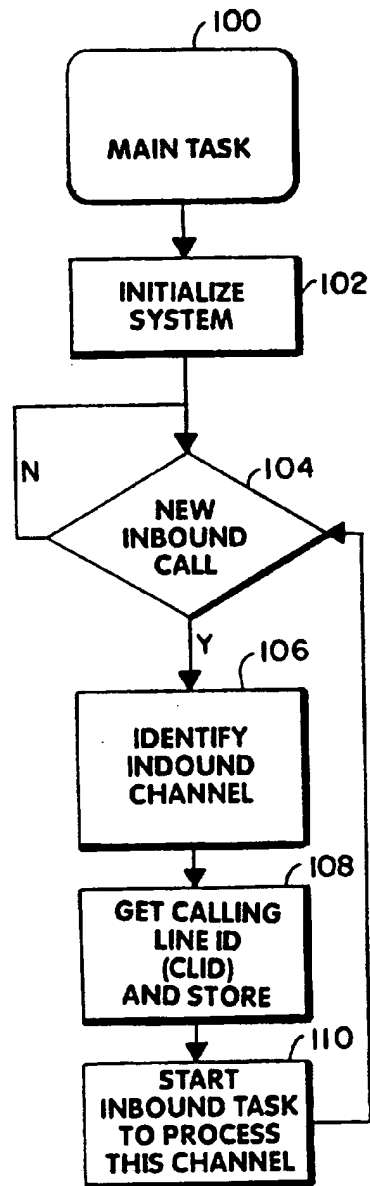 100
MAIN TASK
102
INITIALIZE
SYSTEM
N
104
NEW
INBOUND
CALL
Y
106
IDENTIFY
INDOUND
CHANNEL
108
GET CALLING
LINE ID
(CLID)
AND STORE
110
START
INBOUND TASK
TO PROCESS
THIS CHANNEL